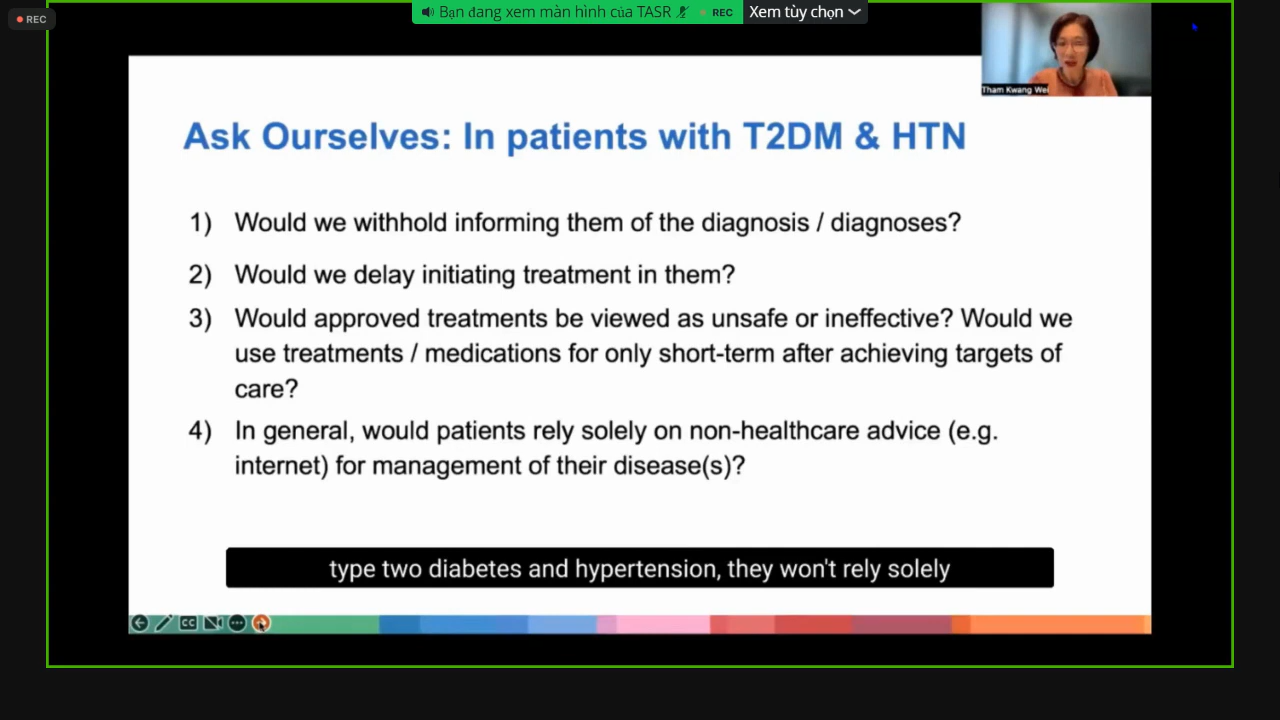 REC
Bạn đang xem màn hình của TASR
REC
Xem tùy chọn
Tham Kwang Wei
Ask Ourselves: In patients with T2DM & HTN
1) Would we withhold informing them of the diagnosis / diagnoses?
2) Would we delay initiating treatment in them?
3) Would approved treatments be viewed as unsafe or ineffective? Would we
use treatments / medications for only short-term after achieving targets of
care?
4) In general, would patients rely solely on non-healthcare advice (e.g.
internet) for management of their disease(s)?
type two diabetes and hypertension, they won't rely solely
CC